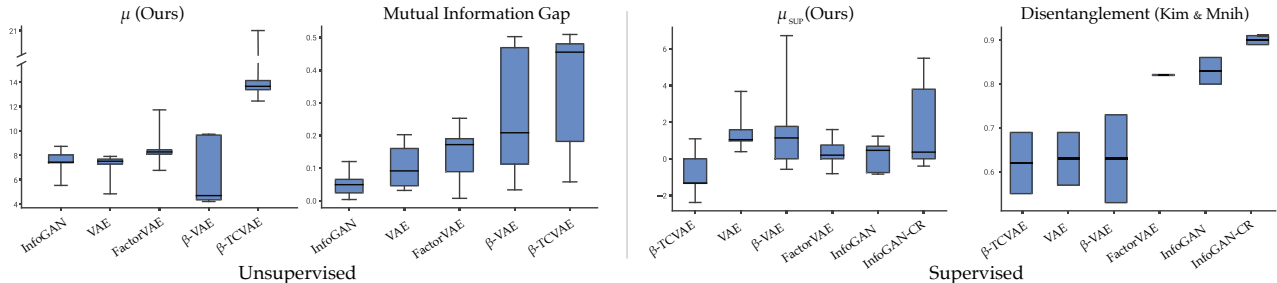 μ (Ours)
21
14
12
10
8
6
4
InfoGAN
VAE
FactorVAE
β-VAE
β-TCVAE
Mutual Information Gap
0.5
0.4
0.3
0.2
0.1
0.0
InfoGAN
VAE
FactorVAE
β-VAE
β-TCVAE
Unsupervised
μSUP (Ours)
6
4
2
0
−2
β-TCVAE
VAE
β-VAE
FactorVAE
InfoGAN
InfoGAN-CR
Disentanglement (Kim & Mnih)
0.9
0.8
0.7
0.6
β-TCVAE
VAE
β-VAE
FactorVAE
InfoGAN
InfoGAN-CR
Supervised